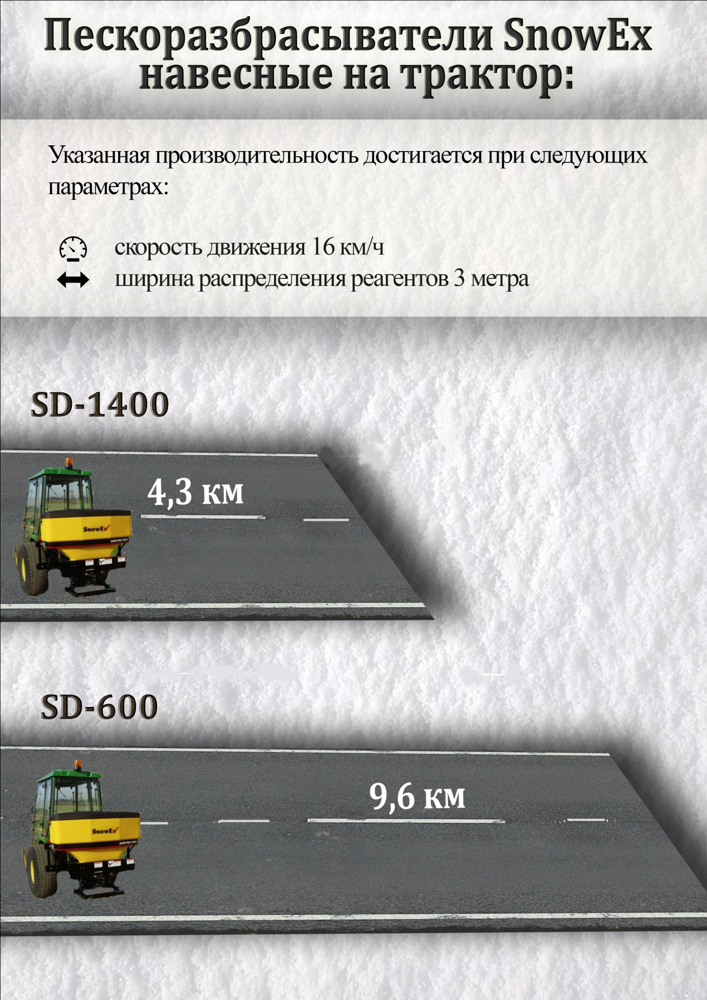 Пескоразбрасыватели SnowEx
навесные на трактор:
Указанная производительность достигается при следующих
параметрах:
скорость движения 16 км/ч
ширина распределения реагентов 3 метра
SD-1400
4,3 км
SNOWEX
SD-600
9,6 км
SNOWEX